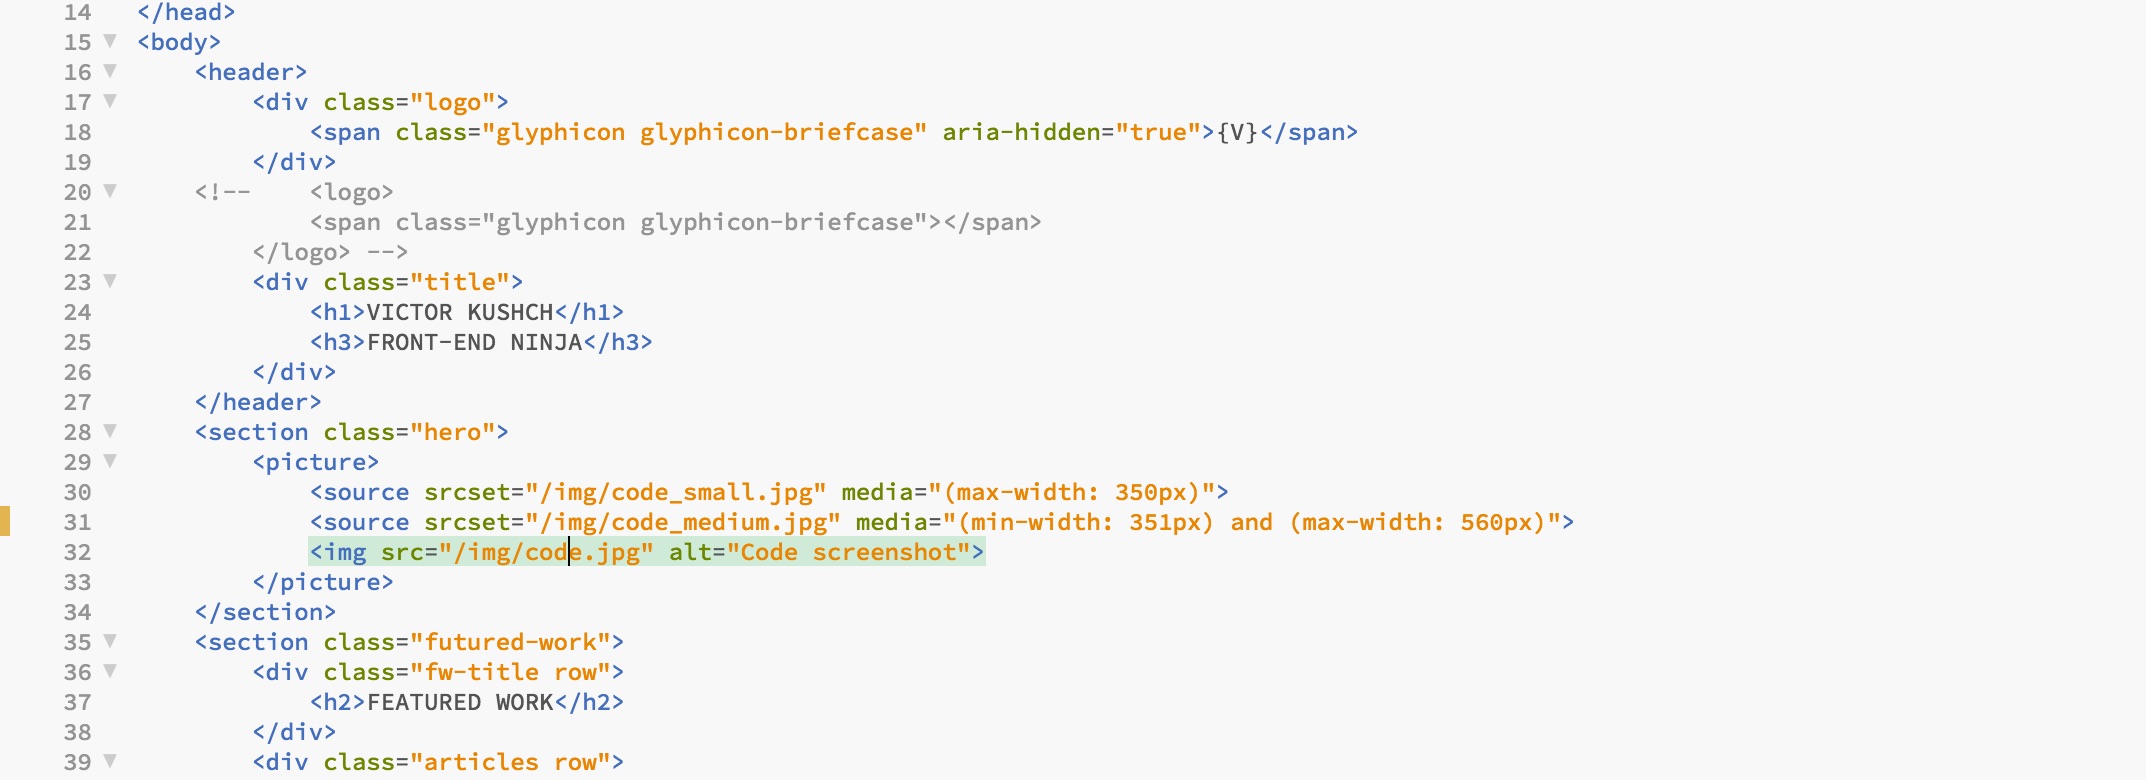 14 </head>
15 <body>
16 <header>
17 <div class="logo">
18 <span class="glyphicon glyphicon-briefcase" aria-hidden="true">{V}</span>
19 </div>
20 <!-- <logo>
21 <span class="glyphicon glyphicon-briefcase"></span>
22 </logo> -->
23 <div class="title">
24 <h1>VICTOR KUSHCH</h1>
25 <h3>FRONT-END NINJA</h3>
26 </div>
27 </header>
28 <section class="hero">
29 <picture>
30 <source srcset="/img/code_small.jpg" media="(max-width: 350px)">
31 <source srcset="/img/code_medium.jpg" media="(min-width: 351px) and (max-width: 560px)">
32 <img src="/img/code.jpg" alt="Code screenshot">
33 </picture>
34 </section>
35 <section class="futured-work">
36 <div class="fw-title row">
37 <h2>FEATURED WORK</h2>
38 </div>
39 <div class="articles row">